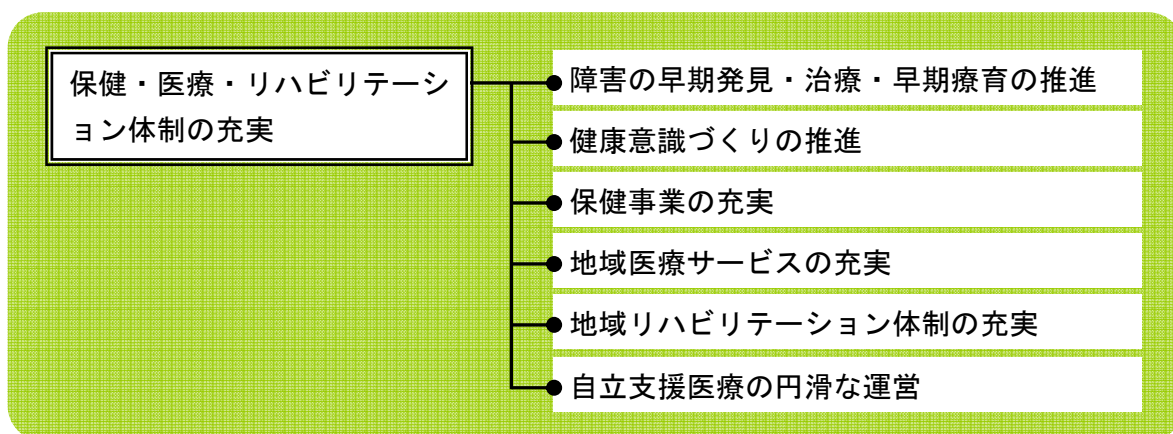 保健・医療・リハビリテーシ
ョン体制の充実
障害の早期発見・治療・早期療育の推進
健康意識づくりの推進
保健事業の充実
地域医療サービスの充実
地域リハビリテーション体制の充実
自立支援医療の円滑な運営